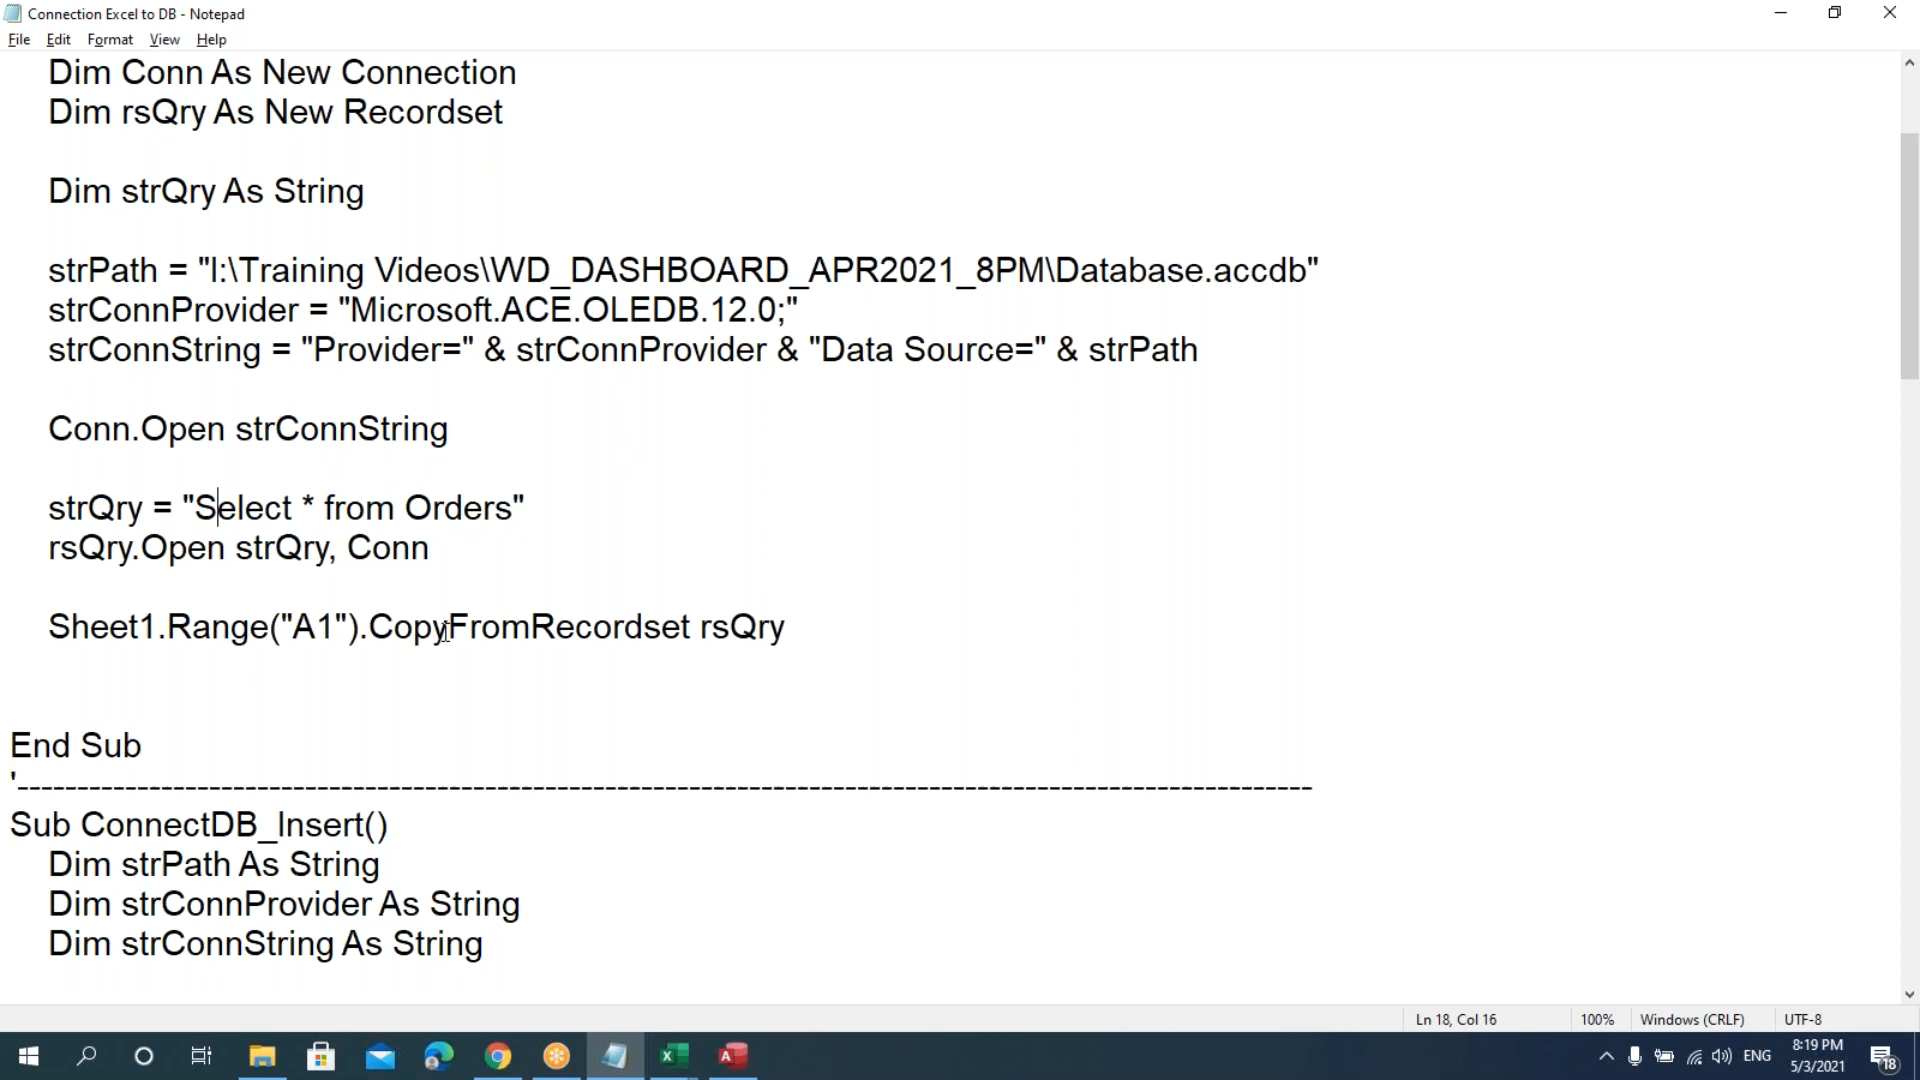 Connection Excel to DB - Notepad
File Edit Format View Help
Dim Conn As New Connection
Dim rsQry As New Recordset
Dim strQry As String
strPath = "I:\Training Videos\WD_DASHBOARD_APR2021_8PM\Database.accdb"
strConnProvider = "Microsoft.ACE.OLEDB.12.0;"
strConnString = "Provider=" & strConnProvider & "Data Source=" & strPath
Conn.Open strConnString
strQry = "Select * from Orders"
rsQry.Open strQry, Conn
Sheet1.Range("A1").CopyFromRecordset rsQry
End Sub
'------------------------------------------------------------------------------------------------------------
Sub ConnectDB_Insert()
Dim strPath As String
Dim strConnProvider As String
Dim strConnString As String
Ln 18, Col 16 100% Windows (CRLF) UTF-8
ENG
8:19 PM
5/3/2021
18